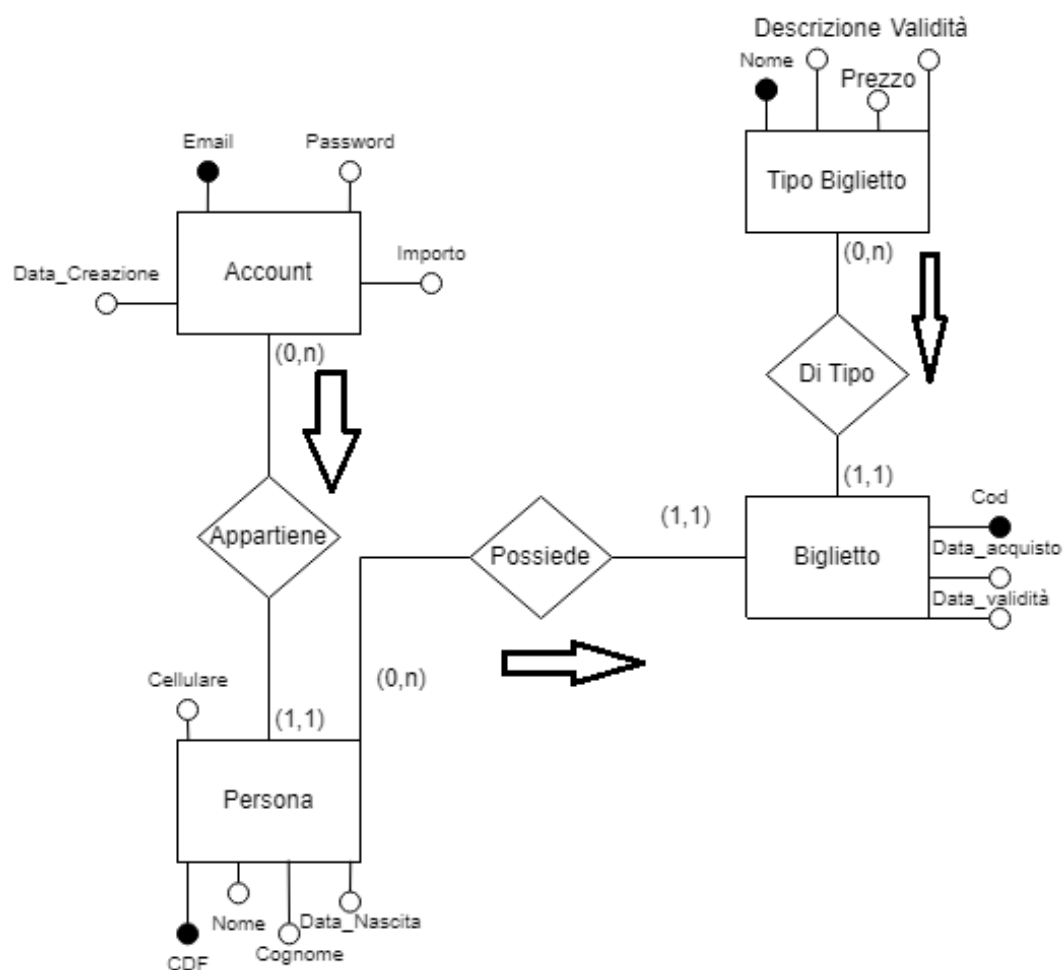 Descrizione Validità
Nome
Prezzo
Tipo Biglietto
(0,n)
Di Tipo
(1,1)
Email
Password
Data_Creazione
Account
Importo
(0,n)
Appartiene
(1,1)
Possiede
(1,1)
(0,n)
Biglietto
Cod
Data_acquisto
Data_validità
Cellulare
Persona
Nome
Data_Nascita
Cognome
CDF